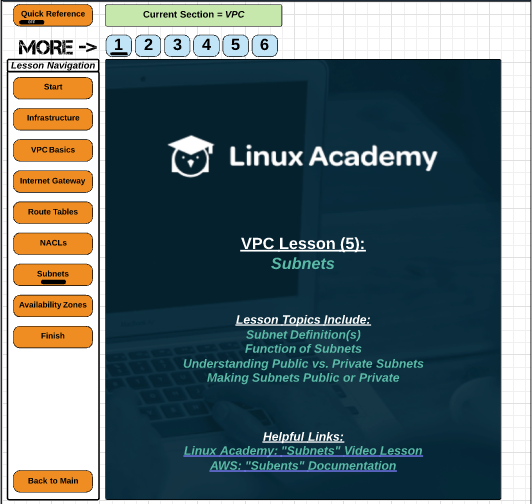 Quick Reference
OFF
Current Section = VPC
MORE ->
1 2 3 4 5 6
Lesson Navigation
Start
Infrastructure
VPC Basics
Internet Gateway
Route Tables
NACLs
Subnets
Availability Zones
Finish
Back to Main
Linux Academy
VPC Lesson (5):
Subnets
Lesson Topics Include:
Subnet Definition(s)
Function of Subnets
Understanding Public vs. Private Subnets
Making Subnets Public or Private
Helpful Links:
Linux Academy: "Subnets" Video Lesson
AWS: "Subents" Documentation